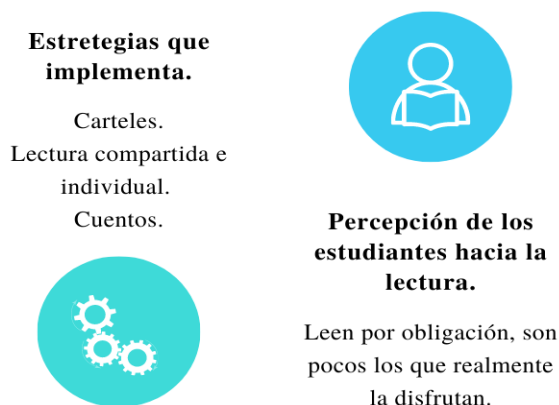 Estretegias que
implementa.
Carteles.
Lectura compartida e
individual.
Cuentos.
Percepción de los
estudiantes hacia la
lectura.
Leen por obligación, son
pocos los que realmente
la disfrutan.